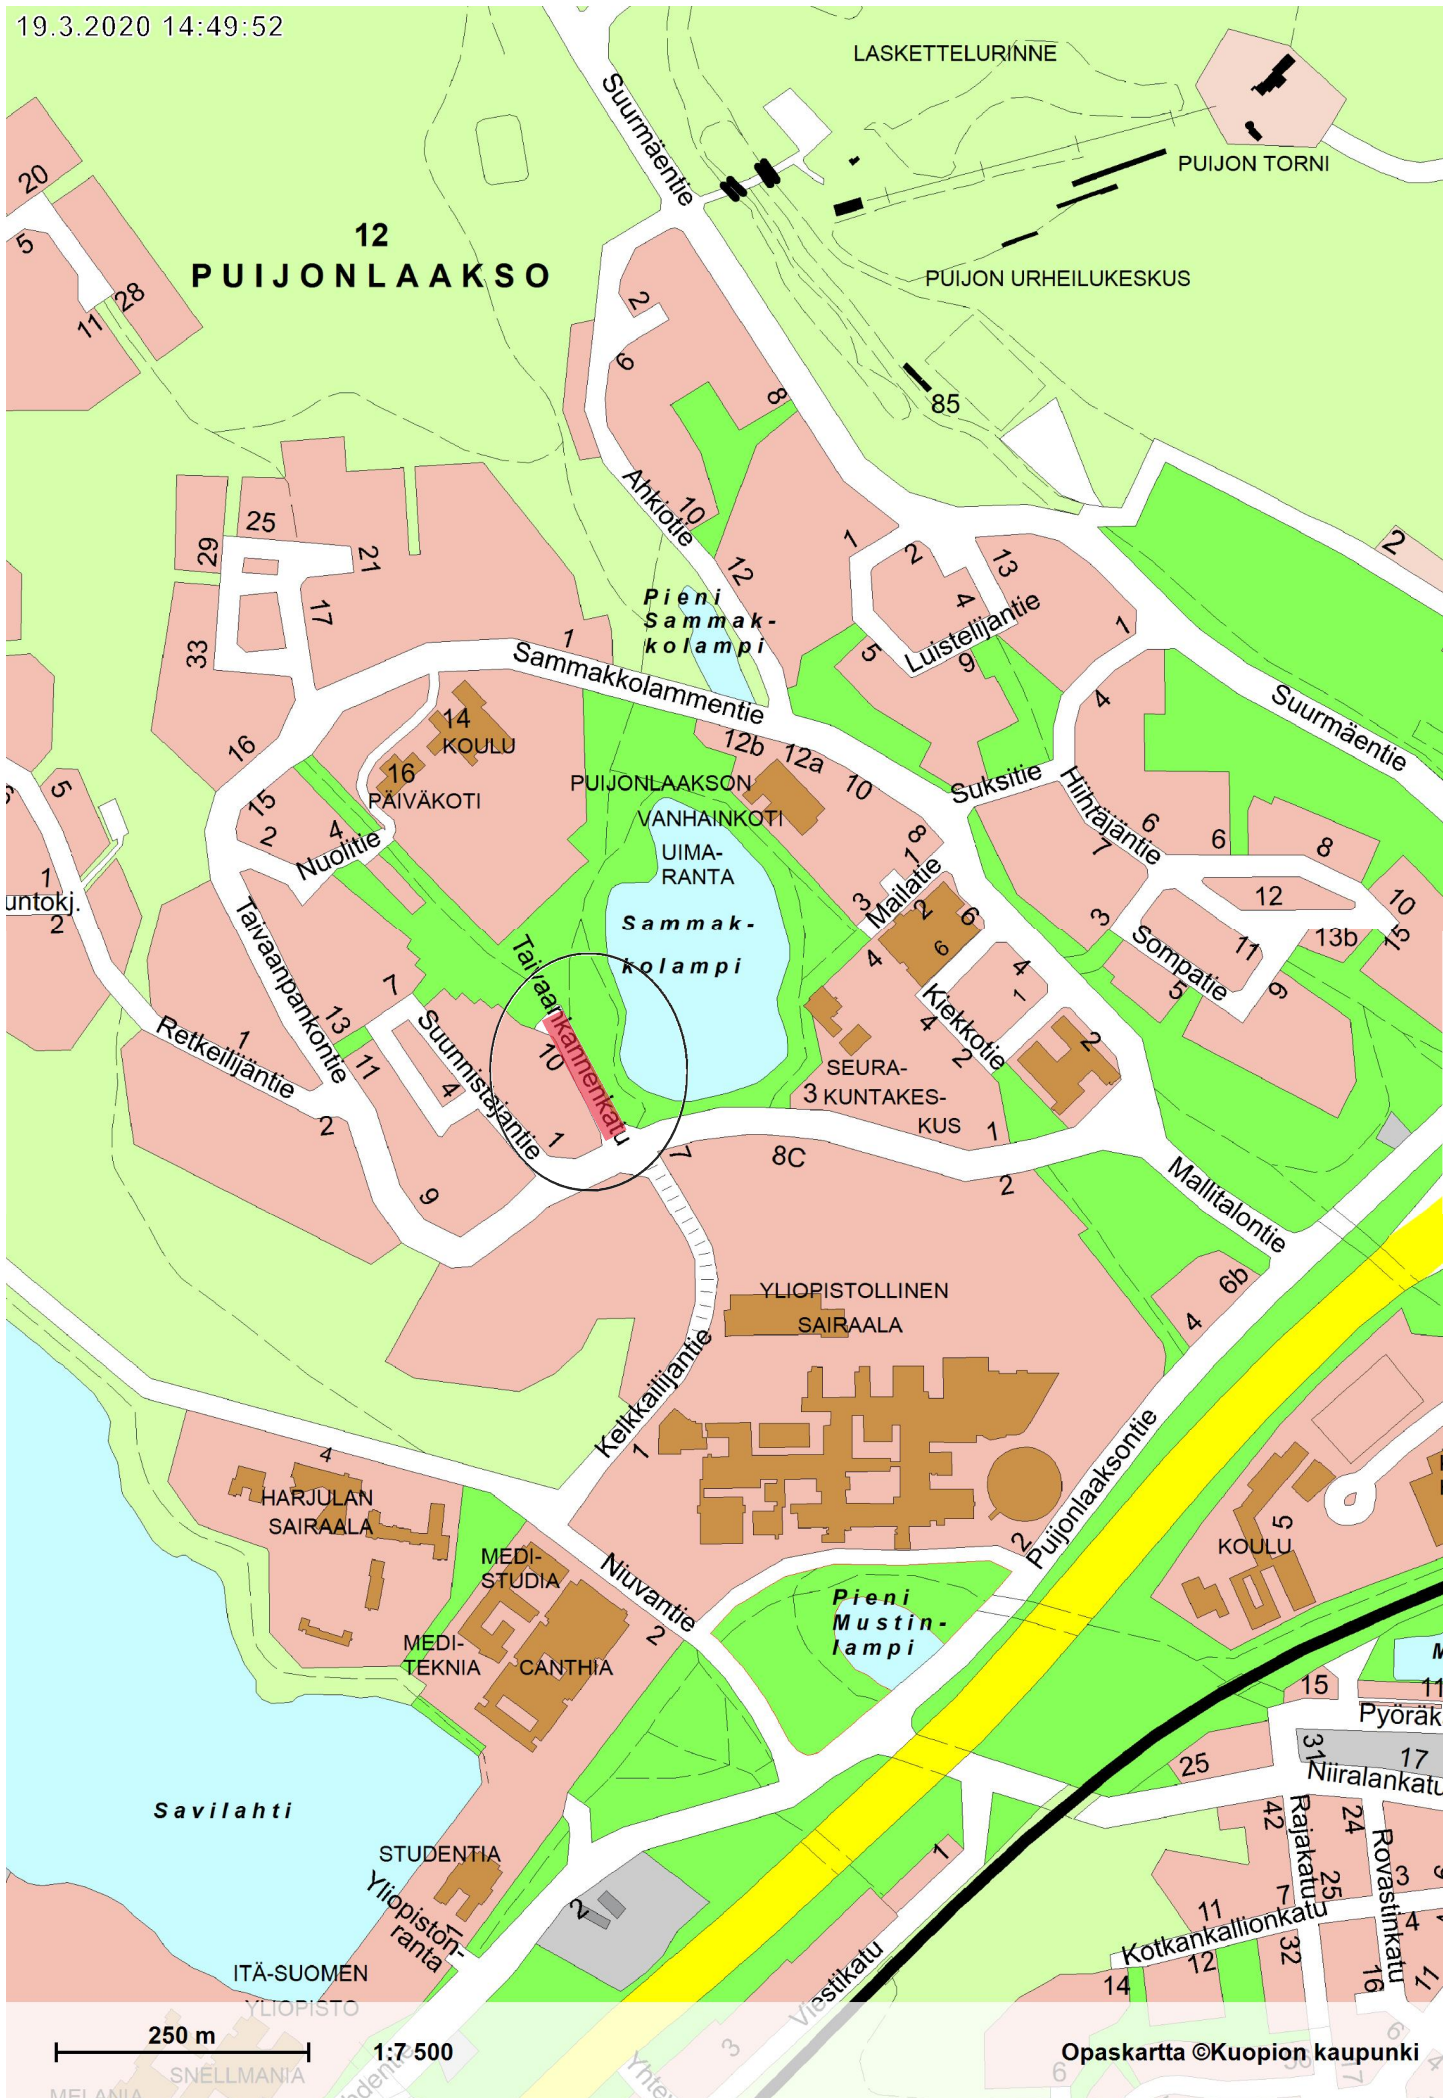 19.3.2020 14:49:52
LASKETTELURINNE
Suurmäentie
PUIJON TORNI
20
12
PUIJONLAAKSO
5
28
11
PUIJON URHEILUKESKUS
2
6
8
85
Ahkiotie
10
12
25
29
21
17
33
1
2
13
4
Luistelijantie
5
9
1
2
Pieni
Sammak-
kolampi
1
Sammakkolammentie
4
Suurmäentie
14
KOULU
16
PÄIVÄKOTI
16
12b
12a
10
PUIJONLAAKSON
VANHAINKOTI
UIMA-
RANTA
Sammak-
kolampi
Suksitie
Hiihtäjäntie
6
6
8
7
12
10
15
13b
11
3
Sompatie
5
9
5
15
2
4
Nuolitie
8
1
Mailatie
3
2
6
6
4
4
1
Kiekkotie
4
2
2
1
untokj.
2
Taivaanpankontie
Taivaankannenkatu
7
13
11
Suunnistajantie
4
10
1
Retkeilijäntie
1
2
9
SEURA-
3 KUNTAKES-
KUS
1
7
8C
2
Mallitalontie
6b
4
YLIOPISTOLLINEN
SAIRAALA
Kelkkailijantie
1
4
HARJULAN
SAIRAALA
Puijonlaaksontie
2
5
KOULU
MEDI-
STUDIA
Niuvantie
2
MEDI-
TEKNIA
CANTHIA
Pieni
Mustin-
lampi
15
11
Pyöräk
31
17
Niiralankatu
25
Savilahti
STUDENTIA
Yliopiston-
ranta
1
2
1
42
Rajakatu
24
Rovastinkatu
25
3
7
11
Kotkankallionkatu
4
12
32
14
16
11
ITÄ-SUOMEN
YLIOPISTO
Viestikatu
3
SNELLMANIA
MELANIA
6
250 m
1:7 500
Opaskartta ©Kuopion kaupunki